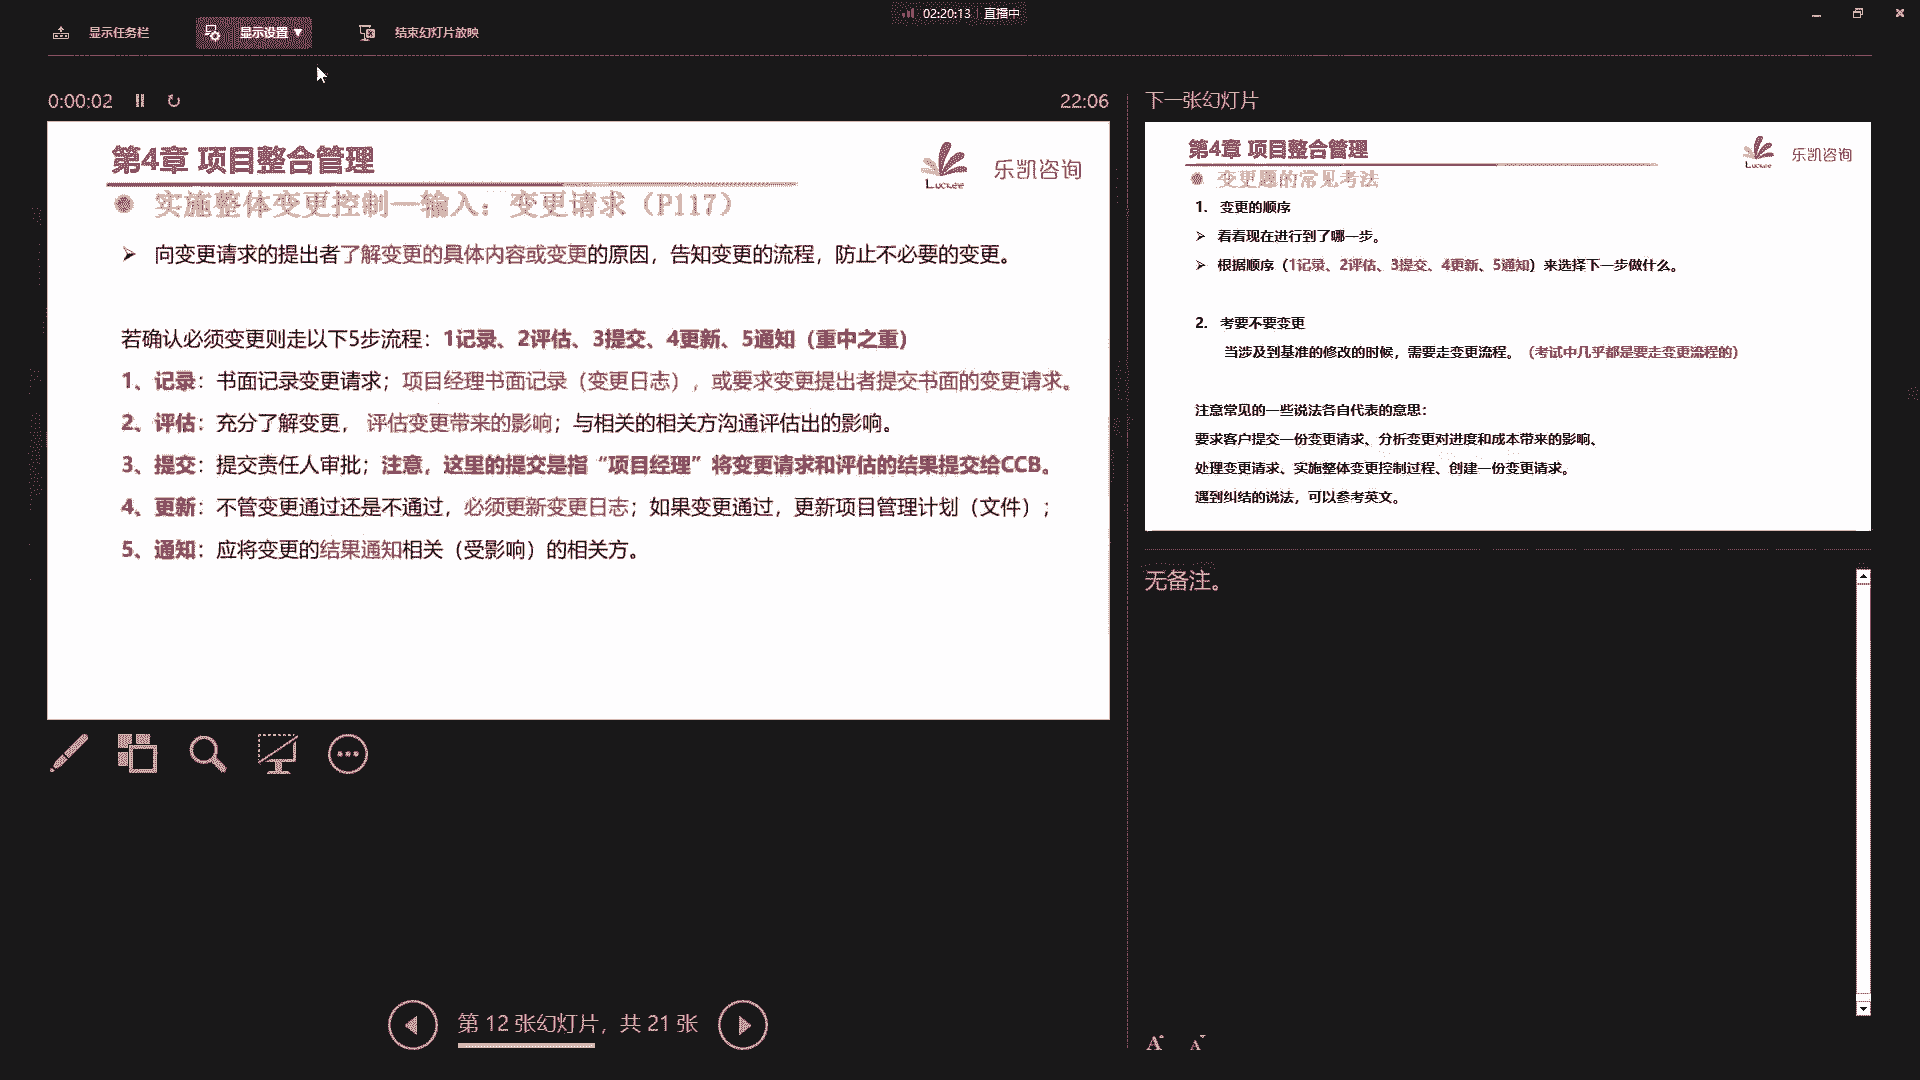 02:20:13 直播中
显示任务栏 显示设置▼ 结束幻灯片放映
0:00:02 22:06
第4章 项目整合管理
Luckee 乐凯咨询
实施整体变更控制—输入：变更请求（P117）
➢ 向变更请求的提出者了解变更的具体内容或变更的原因，告知变更的流程，防止不必要的变更。
若确认必须变更则走以下5步流程：1记录、2评估、3提交、4更新、5通知（重中之重）
1、记录：书面记录变更请求；项目经理书面记录（变更日志），或要求变更提出者提交书面的变更请求。
2、评估：充分了解变更， 评估变更带来的影响；与相关的相关方沟通评估出的影响。
3、提交：提交责任人审批；注意，这里的提交是指“项目经理”将变更请求和评估的结果提交给CCB。
4、更新：不管变更通过还是不通过，必须更新变更日志；如果变更通过，更新项目管理计划（文件）；
5、通知：应将变更的结果通知相关（受影响）的相关方。
第 12 张幻灯片，共 21 张
下一张幻灯片
第4章 项目整合管理
Luckee 乐凯咨询
变更题的常见考法
1. 变更的顺序
➢ 看看现在进行到了哪一步。
➢ 根据顺序（1记录、2评估、3提交、4更新、5通知）来选择下一步做什么。
2. 考要不要变更
当涉及到基准的修改的时候，需要走变更流程。（考试中几乎都是要走变更流程的）
注意常见的一些说法各自代表的意思：
要求客户提交一份变更请求、分析变更对进度和成本带来的影响、
处理变更请求、实施整体变更控制过程、创建一份变更请求。
遇到纠结的说法，可以参考英文。
无备注。
A A